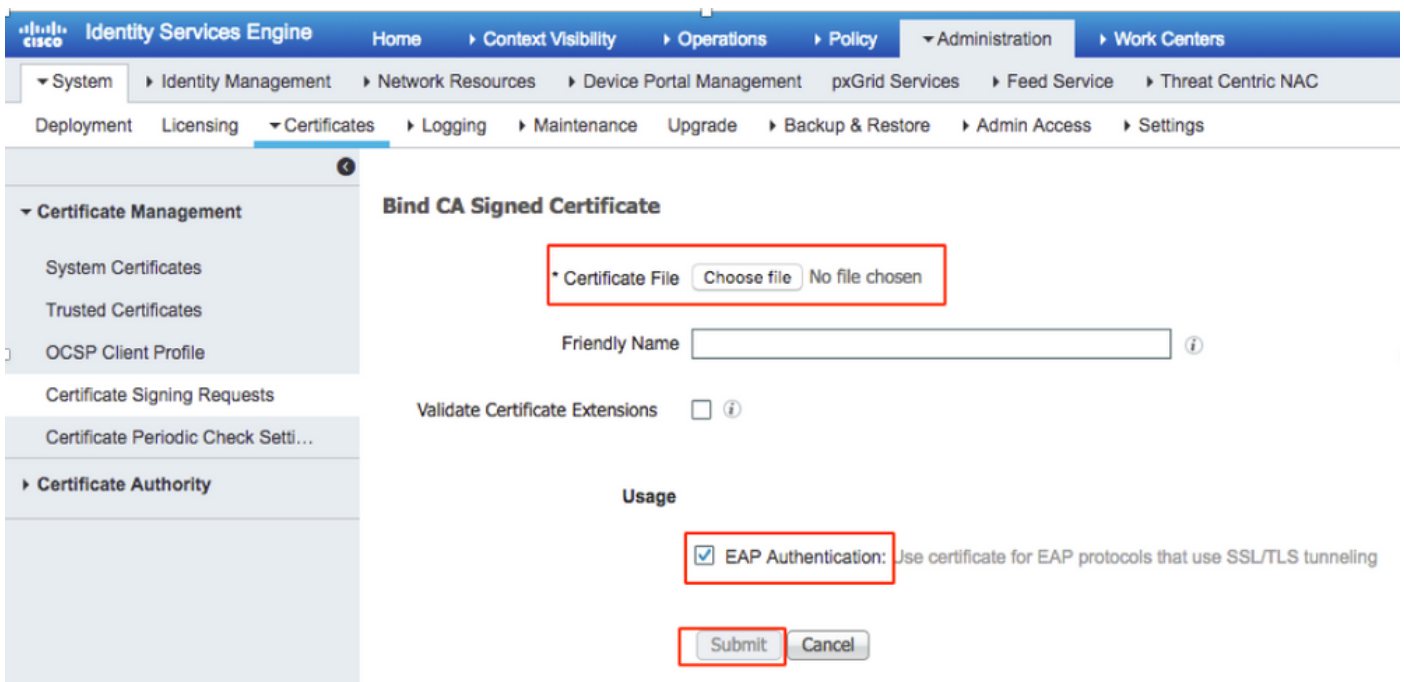 CISCO Identity Services Engine Home Context Visibility Operations Policy Administration Work Centers
System Identity Management Network Resources Device Portal Management pxGrid Services Feed Service Threat Centric NAC
Deployment Licensing Certificates Logging Maintenance Upgrade Backup & Restore Admin Access Settings
Certificate Management
System Certificates
Trusted Certificates
OCSP Client Profile
Certificate Signing Requests
Certificate Periodic Check Setti...
Certificate Authority
Bind CA Signed Certificate
* Certificate File Choose file No file chosen
Friendly Name
Validate Certificate Extensions
Usage
EAP Authentication: Use certificate for EAP protocols that use SSL/TLS tunneling
Submit Cancel